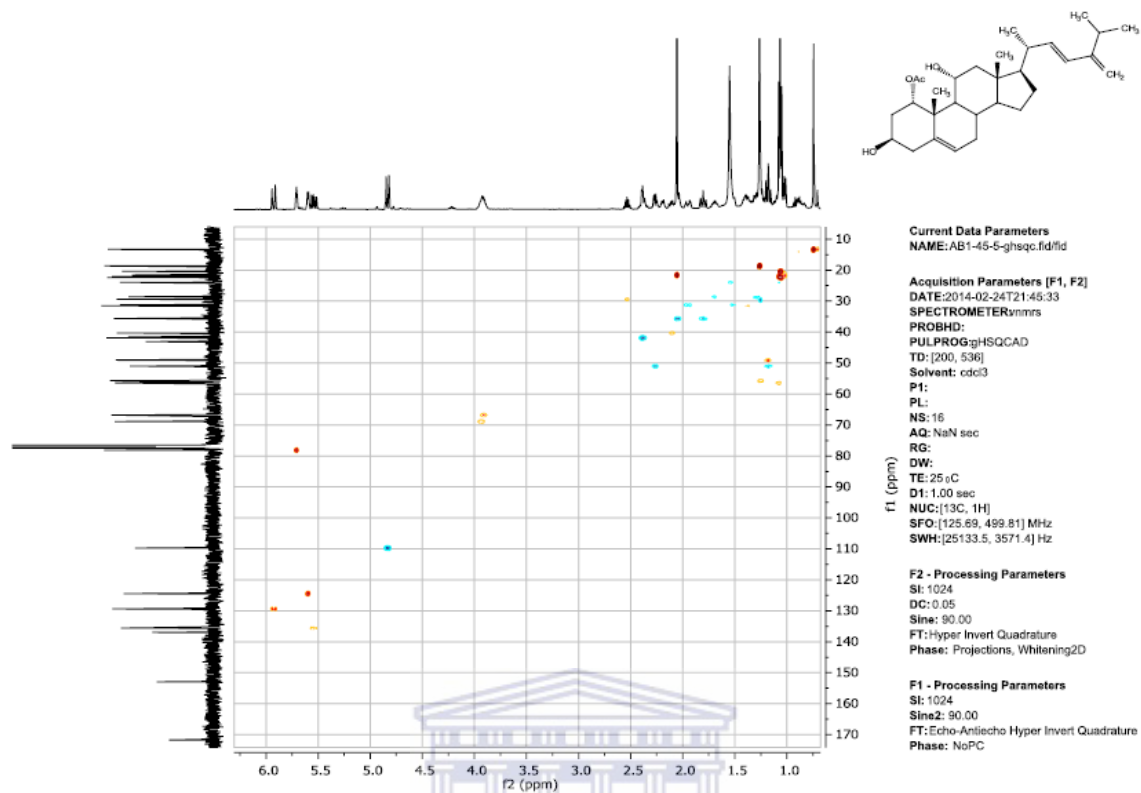 CH₃
H₃C
CH₃
H₃C
CH₂
HO
CH₃
OAc
CH₃
HO
Current Data Parameters
NAME: AB1-45-5-ghsqc.fid/fid
Acquisition Parameters [F1, F2]
DATE: 2014-02-24T21:45:33
SPECTROMETER: vnmrs
PROBHD:
PULPROG: gHSQCAD
TD: [200, 536]
Solvent: cdcl3
P1:
PL:
NS: 16
AQ: NaN sec
RG:
DW:
TE: 25 ₀C
D1: 1.00 sec
NUC: [13C, 1H]
SFO: [125.69, 499.81] MHz
SWH: [25133.5, 3571.4] Hz
F2 - Processing Parameters
SI: 1024
DC: 0.05
Sine: 90.00
FT: Hyper Invert Quadrature
Phase: Projections, Whitening2D
F1 - Processing Parameters
SI: 1024
Sine2: 90.00
FT: Echo-Antiecho Hyper Invert Quadrature
Phase: NoPC
10
20
30
40
50
60
70
80
90
100
110
120
130
140
150
160
170
f1 (ppm)
6.0 5.5 5.0 4.5 4.0 3.5 3.0 2.5 2.0 1.5 1.0
f2 (ppm)